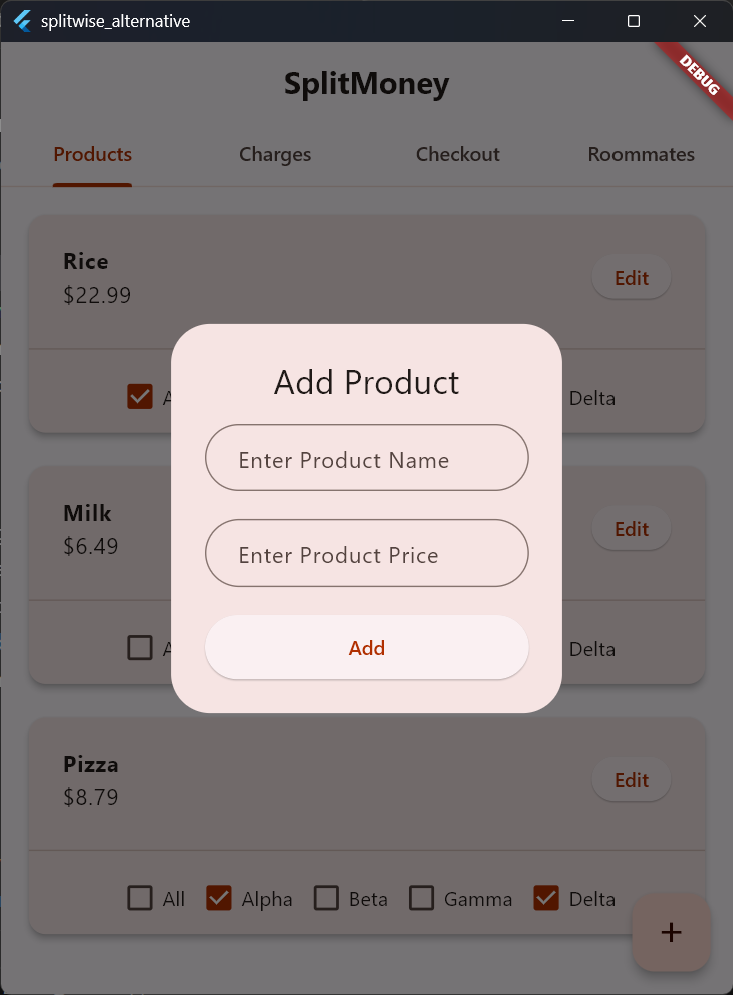 splitwise_alternative
DEBUG
SplitMoney
Products Charges Checkout Roommates
Rice
$22.99
Edit
Delta
Add Product
Enter Product Name
Enter Product Price
Add
Milk
$6.49
Edit
Delta
Pizza
$8.79
Edit
All Alpha Beta Gamma Delta
+